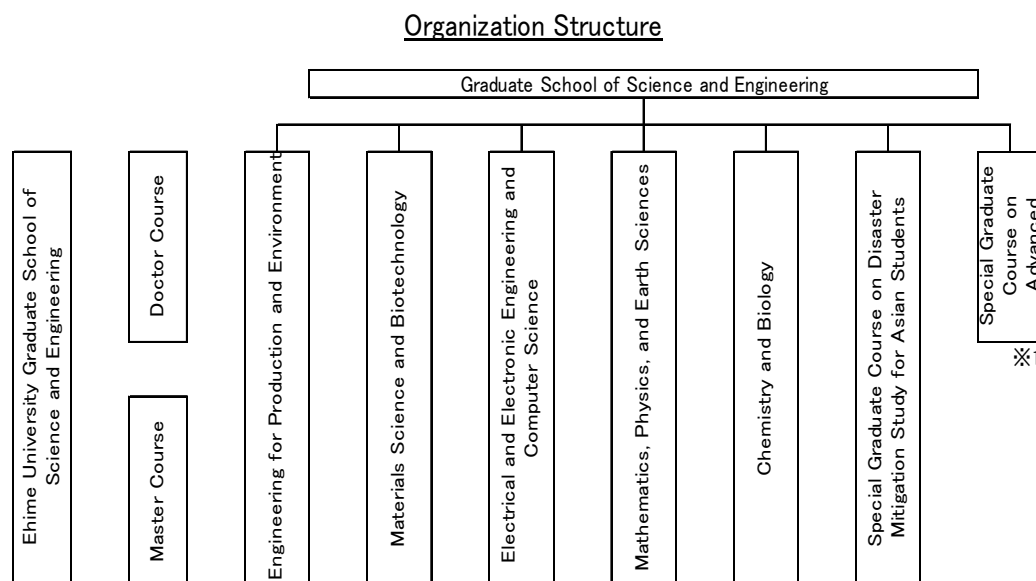 Organization Structure
Graduate School of Science and Engineering
Ehime University Graduate School of
Science and Engineering
Doctor Course
Master Course
Engineering for Production and Environment
Materials Science and Biotechnology
Electrical and Electronic Engineering and
Computer Science
Mathematics, Physics, and Earth Sciences
Chemistry and Biology
Special Graduate Course on Disaster
Mitigation Study for Asian Students
Special Graduate
Course on
Advanced
※